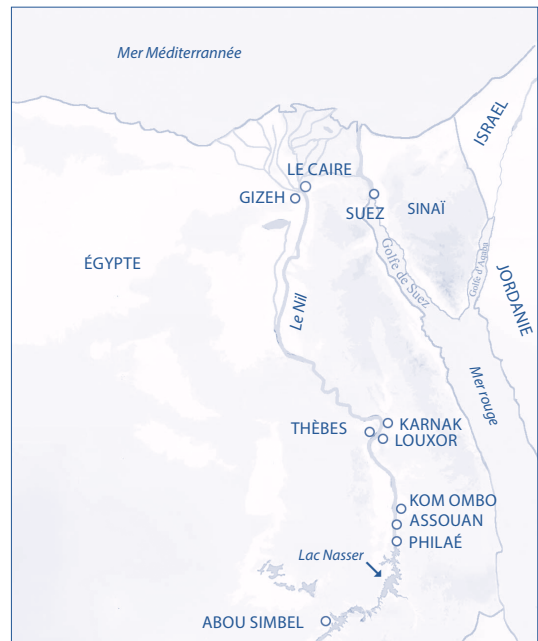 Mer Méditerrannée
ISRAEL
LE CAIRE
GIZEH
SUEZ
SINAÏ
ÉGYPTE
Golfe de Suez
Golfe d'Aqaba
JORDANIE
Le Nil
Mer rouge
THÈBES
KARNAK
LOUXOR
KOM OMBO
ASSOUAN
PHILAÉ
Lac Nasser
ABOU SIMBEL